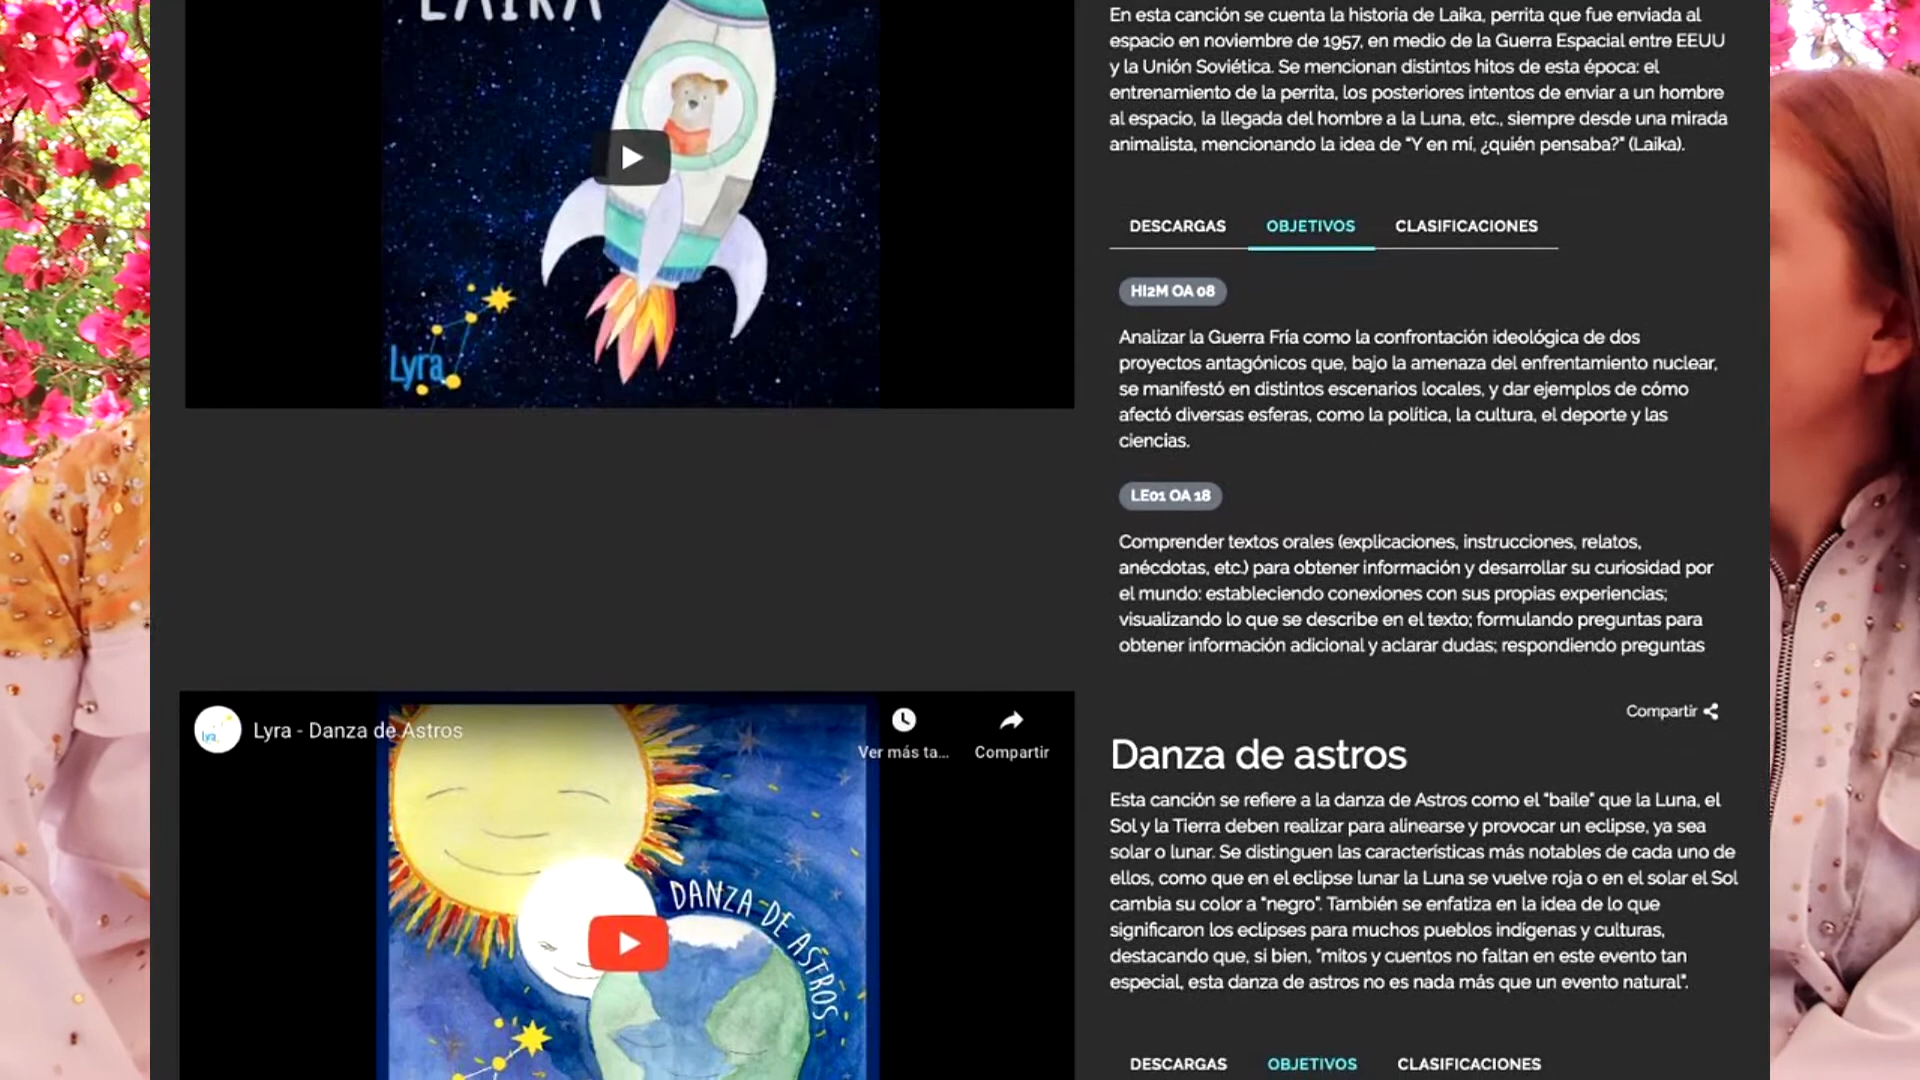 LAIKA
Lyra
En esta canción se cuenta la historia de Laika, perrita que fue enviada al
espacio en noviembre de 1957, en medio de la Guerra Espacial entre EEUU
y la Unión Soviética. Se mencionan distintos hitos de esta época: el
entrenamiento de la perrita, los posteriores intentos de enviar a un hombre
al espacio, la llegada del hombre a la Luna, etc., siempre desde una mirada
animalista, mencionando la idea de "Y en mí, ¿quién pensaba?" (Laika).
DESCARGAS OBJETIVOS CLASIFICACIONES
HI2M OA 08
Analizar la Guerra Fría como la confrontación ideológica de dos
proyectos antagónicos que, bajo la amenaza del enfrentamiento nuclear,
se manifestó en distintos escenarios locales, y dar ejemplos de cómo
afectó diversas esferas, como la política, la cultura, el deporte y las
ciencias.
LE01 OA 18
Comprender textos orales (explicaciones, instrucciones, relatos,
anécdotas, etc.) para obtener información y desarrollar su curiosidad por
el mundo: estableciendo conexiones con sus propias experiencias;
visualizando lo que se describe en el texto; formulando preguntas para
obtener información adicional y aclarar dudas; respondiendo preguntas
Lyra
Lyra - Danza de Astros
Ver más ta...
Compartir
DANZA DE ASTROS
Compartir
Danza de astros
Esta canción se refiere a la danza de Astros como el "baile" que la Luna, el
Sol y la Tierra deben realizar para alinearse y provocar un eclipse, ya sea
solar o lunar. Se distinguen las características más notables de cada uno de
ellos, como que en el eclipse lunar la Luna se vuelve roja o en el solar el Sol
cambia su color a "negro". También se enfatiza en la idea de lo que
significaron los eclipses para muchos pueblos indígenas y culturas,
destacando que, si bien, "mitos y cuentos no faltan en este evento tan
especial, esta danza de astros no es nada más que un evento natural".
DESCARGAS OBJETIVOS CLASIFICACIONES